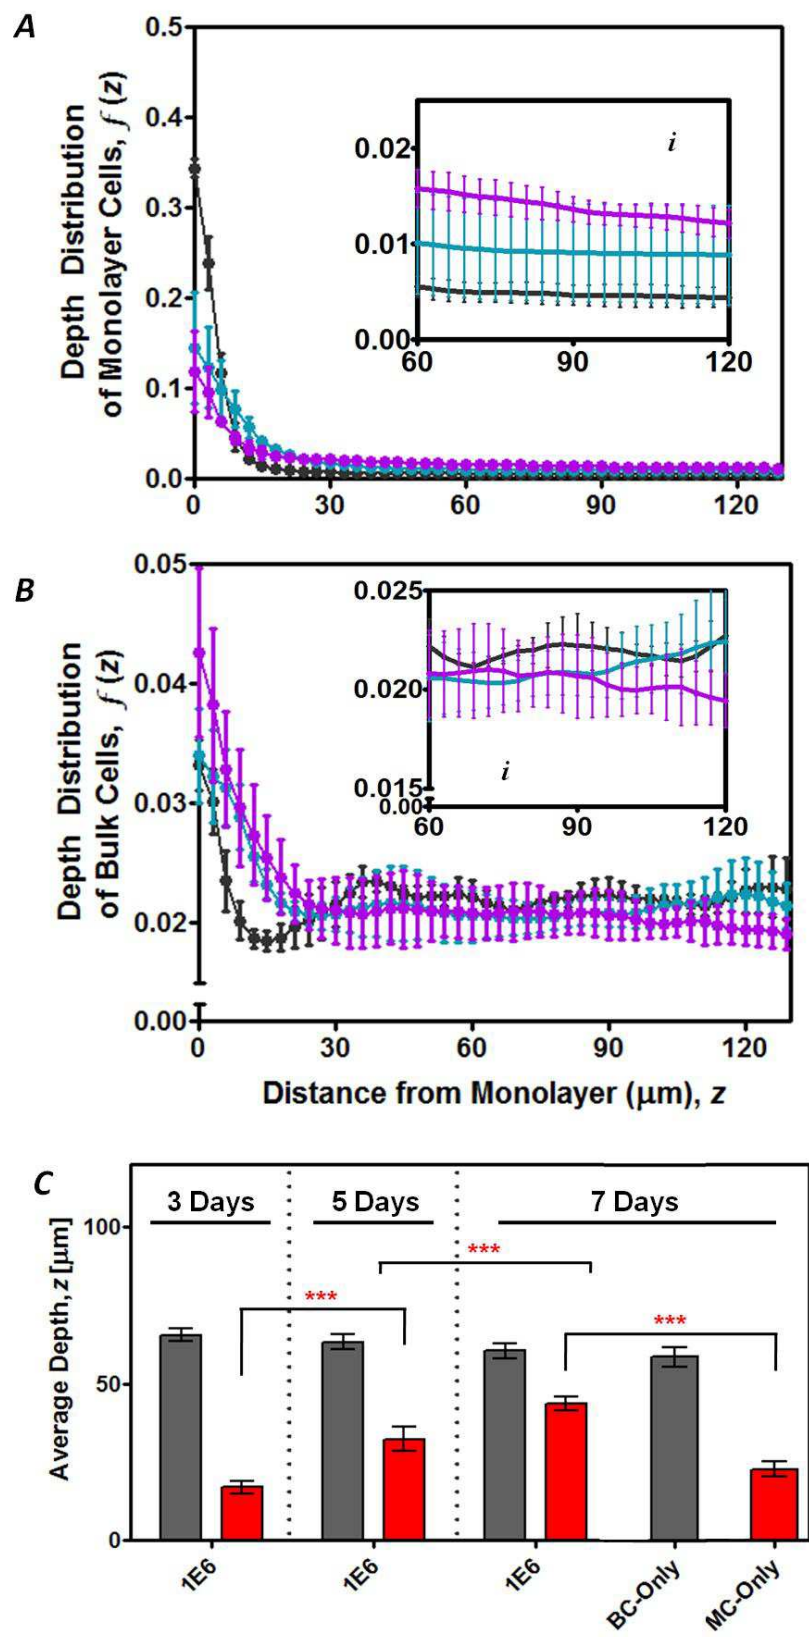 A
Depth Distribution
of Monolayer Cells, f (z)
0.5
0.4
0.3
0.2
0.1
0.0
0 30 60 90 120
i
0.02
0.01
0.00
60 90 120
B
Depth Distribution
of Bulk Cells, f (z)
0.05
0.04
0.03
0.02
0.00
0 30 60 90 120
0.025
0.020
0.015
0.00
i
60 90 120
Distance from Monolayer (μm), z
C
Average Depth, z [μm]
3 Days 5 Days 7 Days
100
50
0
***
***
***
1E6 1E6 1E6 BC-Only MC-Only